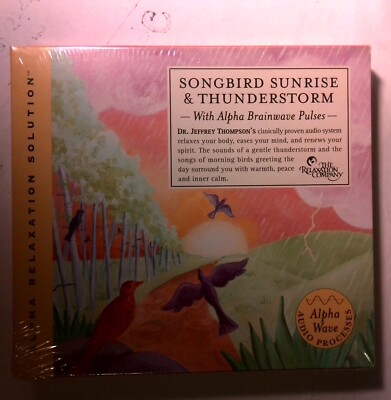 SONGBIRD SUNRISE
& THUNDERSTORM
— With Alpha Brainwave Pulses —
DR. JEFFREY THOMPSON'S clinically proven audio system
relaxes your body, eases your mind, and renews your
spirit. The sounds of a gentle thunderstorm and the
songs of morning birds greeting the
day surround you with warmth, peace
and inner calm.
THE
RELAXATION
COMPANY
ALPHA RELAXATION SOLUTION™
Alpha
Wave
AUDIO PROCESSES